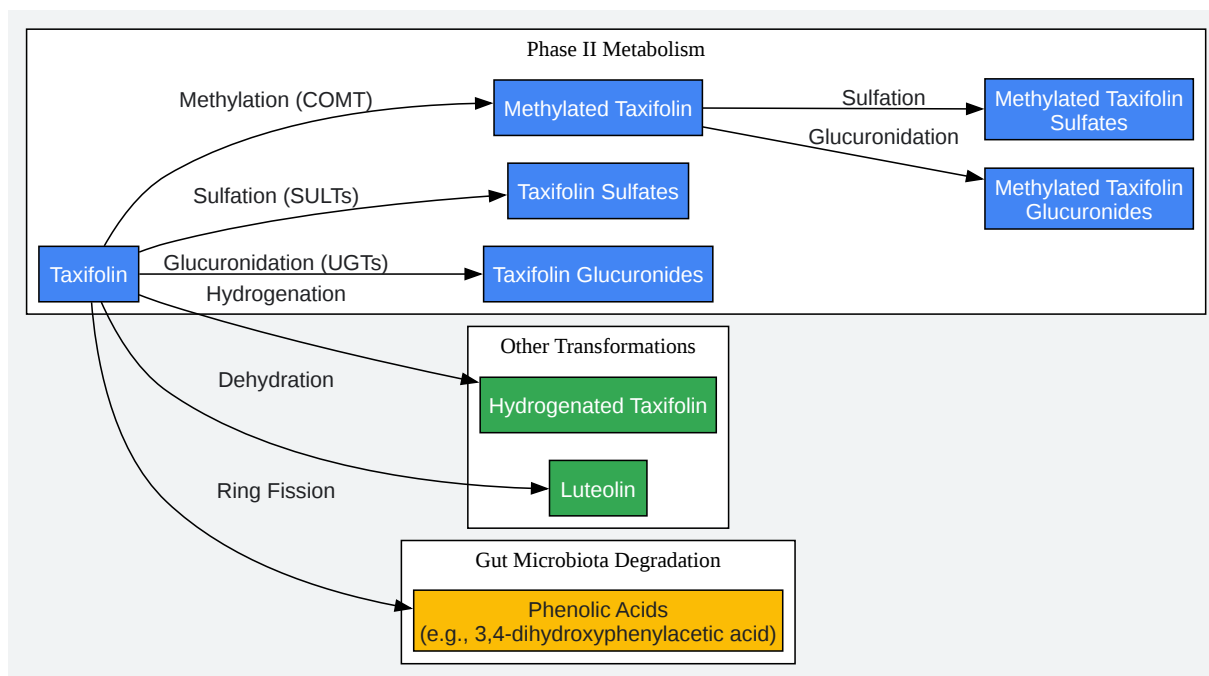 Phase II Metabolism
Methylation (COMT)
Methylated Taxifolin
Sulfation
Methylated Taxifolin
Sulfates
Glucuronidation
Sulfation (SULTs)
Taxifolin Sulfates
Methylated Taxifolin
Glucuronides
Taxifolin
Glucuronidation (UGTs)
Taxifolin Glucuronides
Hydrogenation
Other Transformations
Dehydration
Hydrogenated Taxifolin
Ring Fission
Luteolin
Gut Microbiota Degradation
Phenolic Acids
(e.g., 3,4-dihydroxyphenylacetic acid)